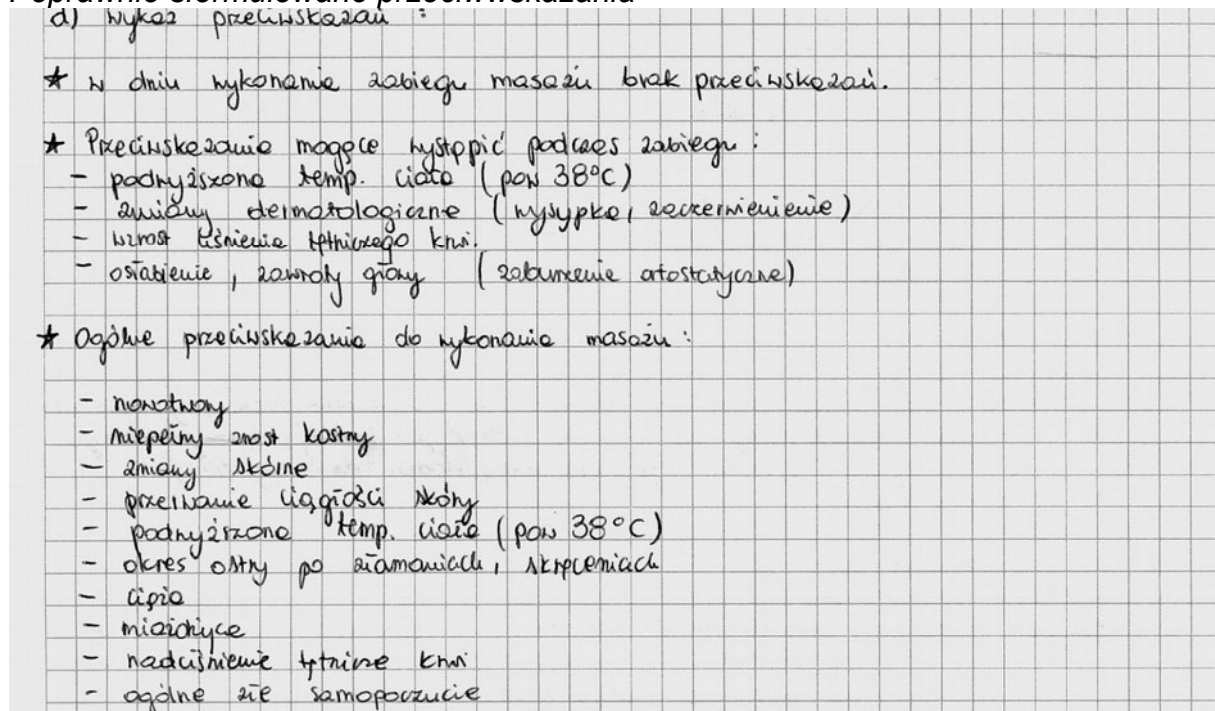 Poprawnie sformułowane przeciwwskazania
d) wykaz przeciwskazań :
★ w dniu wykonania zabiegu masażu brak przeciwskazań.
★ Przeciwskazania mogące wystąpić podczas zabiegu :
- podwyższona temp. ciała (pow 38°C)
- zmiany dermatologiczne (wysypka, zaczerwienienie)
- wzrost ciśnienia tętniczego krwi.
- osłabienie, zawroty głowy (zaburzenie ortostatyczne)
★ Ogólne przeciwskazania do wykonania masażu :
- nowotwory
- niepełny zrost kostny
- zmiany skórne
- przerwanie ciągłości skóry
- podwyższona temp. ciała (pow 38°C)
- okres ostry po złamaniach, skręceniach
- ciąża
- miażdżyca
- nadciśnienie tętnicze krwi
- ogólne złe samopoczucie